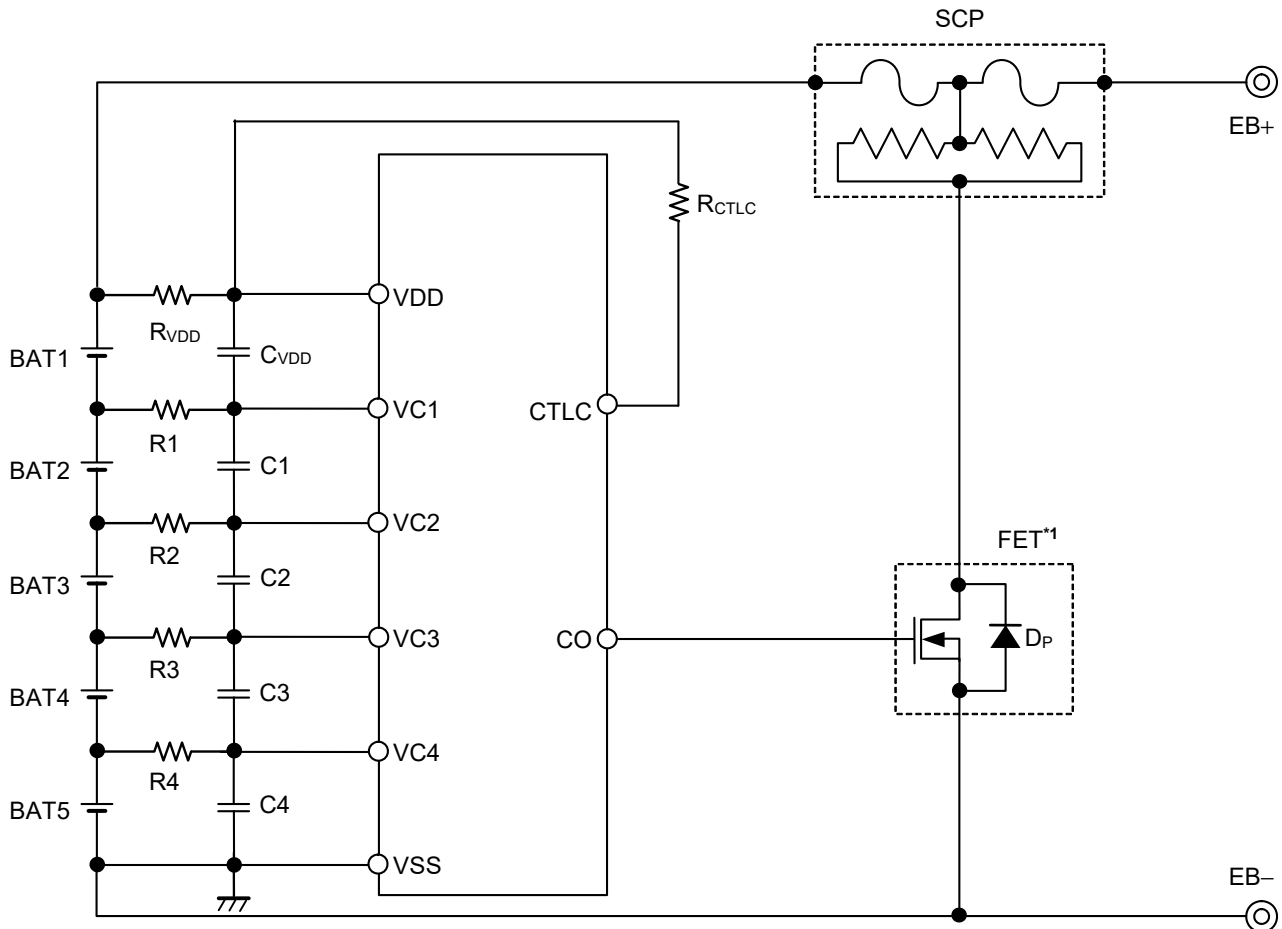 SCP
EB+
RCTLC
VDD
RVDD
BAT1
CVDD
VC1
CTLC
R1
BAT2
C1
VC2
FET*1
R2
BAT3
C2
VC3
CO
DP
R3
BAT4
C3
VC4
R4
BAT5
C4
VSS
EB−